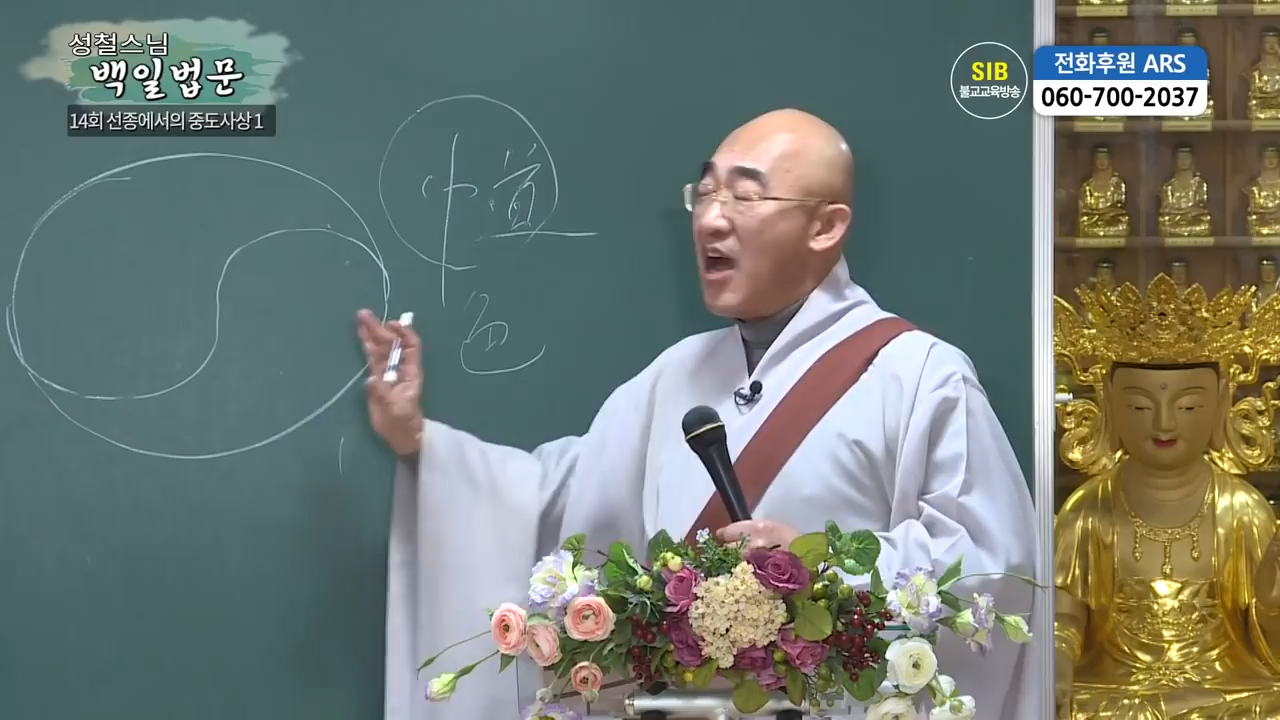 성철스님
백일법문
14회 선종에서의 중도사상 1
SIB
불교교육방송
전화후원 ARS
060-700-2037
中道
色